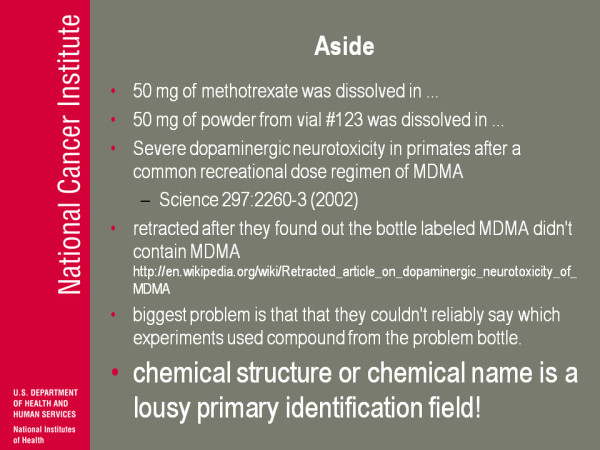 National Cancer Institute
U.S. DEPARTMENT
OF HEALTH AND
HUMAN SERVICES
National Institutes
of Health
Aside
• 50 mg of methotrexate was dissolved in ...
• 50 mg of powder from vial #123 was dissolved in ...
• Severe dopaminergic neurotoxicity in primates after a
common recreational dose regimen of MDMA
– Science 297:2260-3 (2002)
• retracted after they found out the bottle labeled MDMA didn't
contain MDMA
http://en.wikipedia.org/wiki/Retracted_article_on_dopaminergic_neurotoxicity_of_
MDMA
• biggest problem is that that they couldn't reliably say which
experiments used compound from the problem bottle.
• chemical structure or chemical name is a
lousy primary identification field!